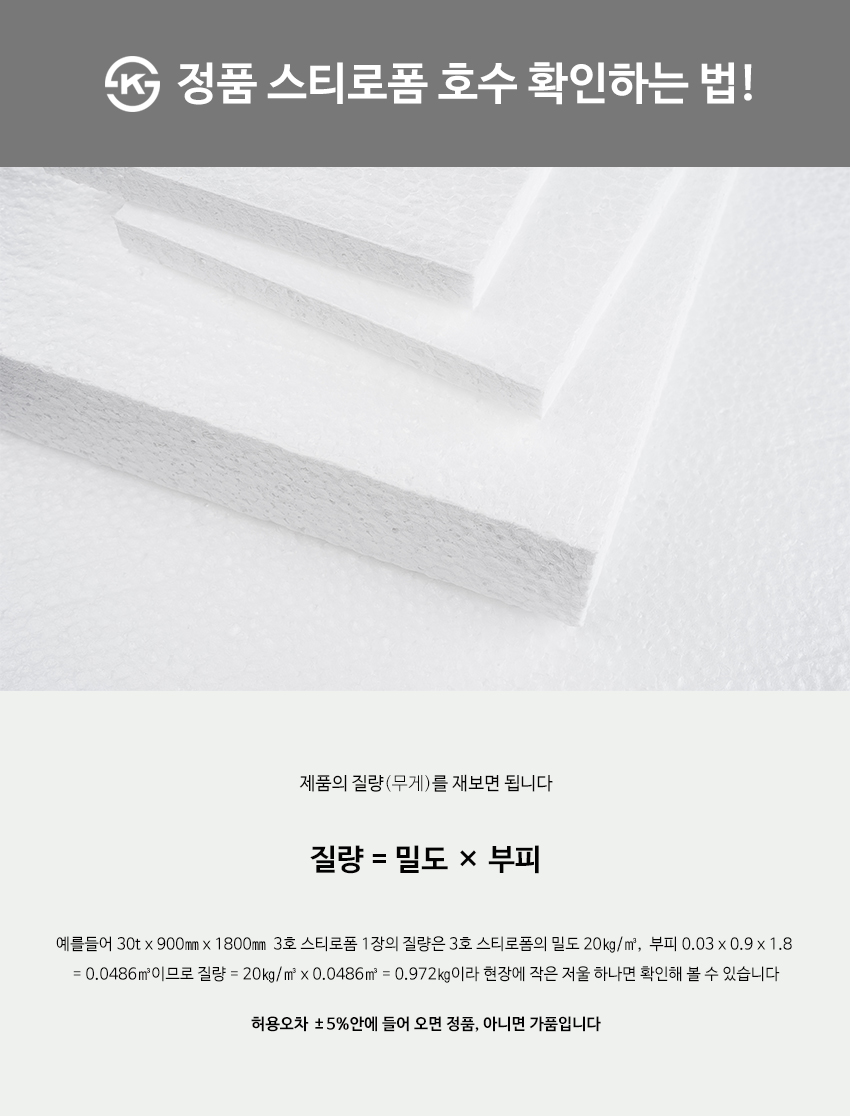 정품 스티로폼 호수 확인하는 법!
제품의 질량(무게)를 재보면 됩니다
질량 = 밀도 × 부피
예를들어 30t x 900㎜ x 1800㎜ 3호 스티로폼 1장의 질량은 3호 스티로폼의 밀도 20㎏/㎥, 부피 0.03 x 0.9 x 1.8
= 0.0486㎥이므로 질량 = 20㎏/㎥ x 0.0486㎥ = 0.972㎏이라 현장에 작은 저울 하나면 확인해 볼 수 있습니다
허용오차 ±5%안에 들어 오면 정품, 아니면 가품입니다